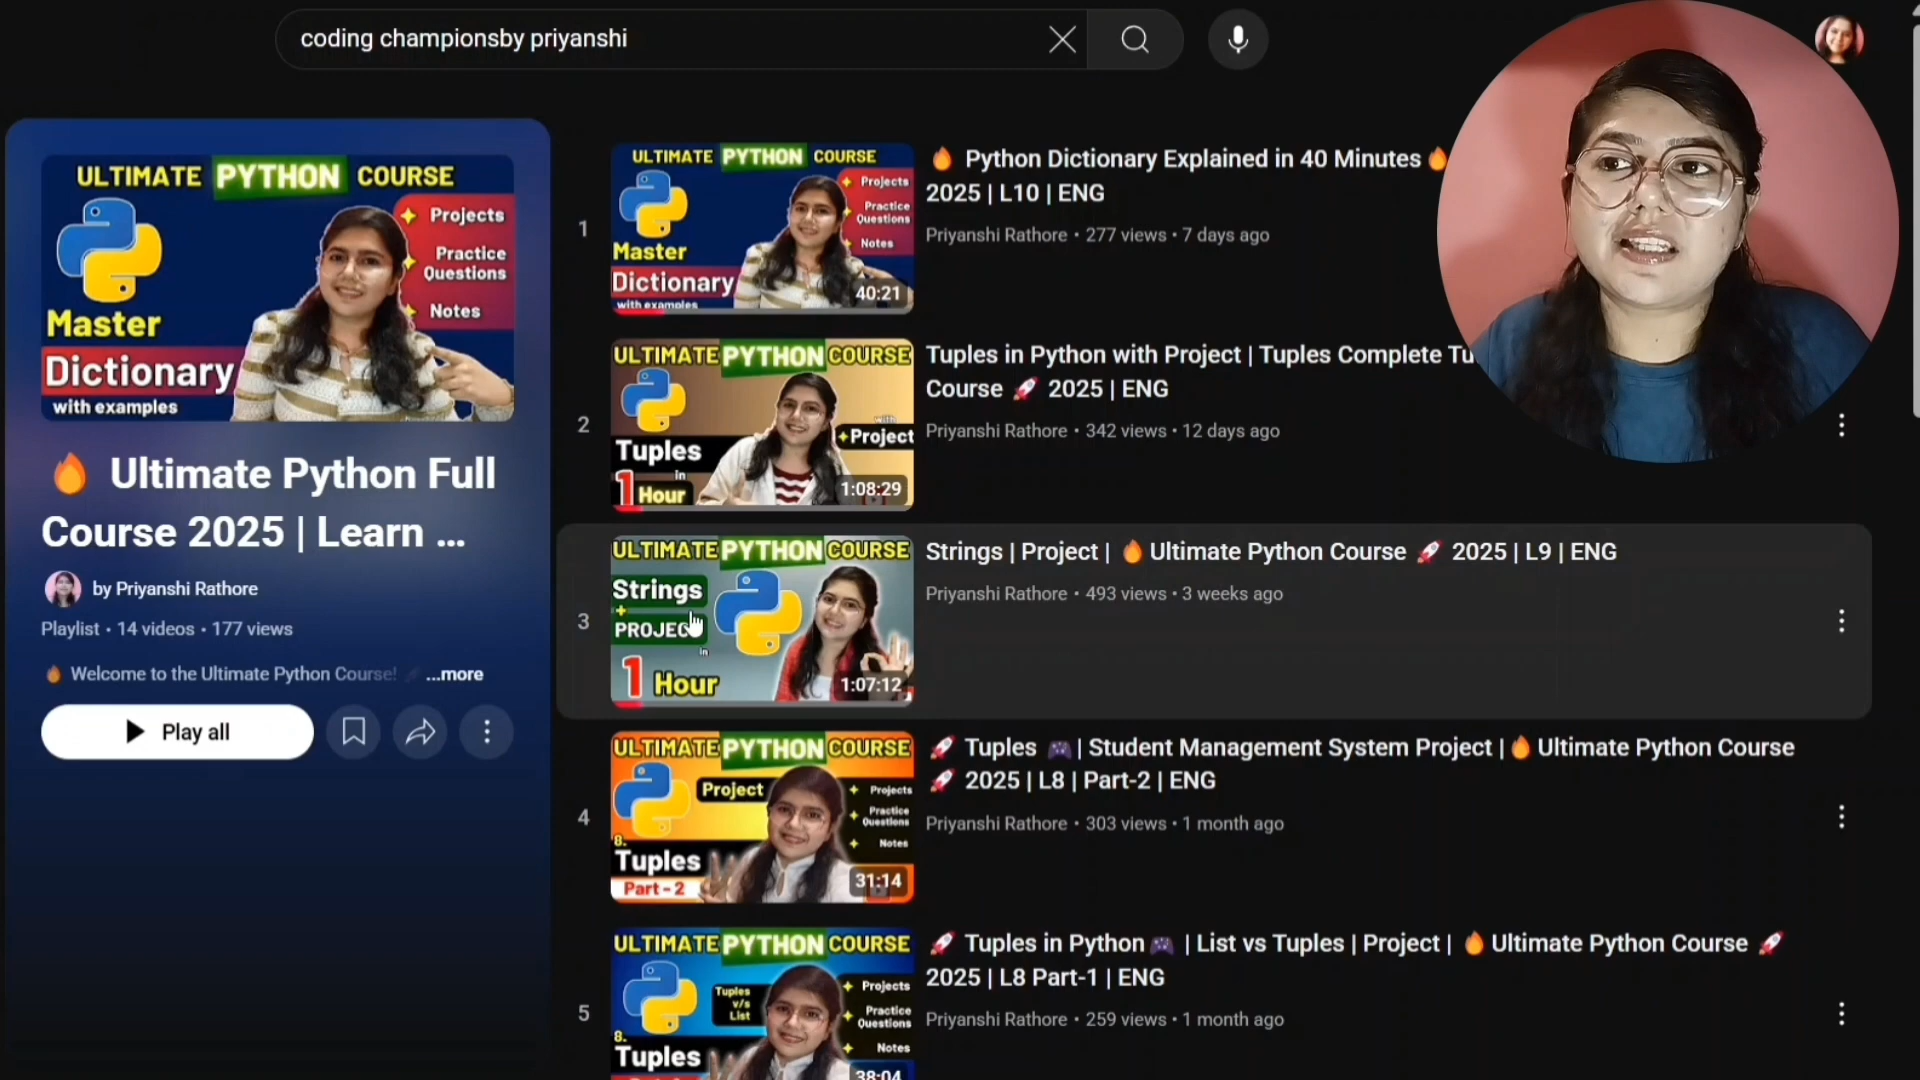 coding championsby priyanshi
ULTIMATE PYTHON COURSE
Projects
Practice
Questions
Notes
Master
Dictionary
with examples
🔥 Ultimate Python Full
Course 2025 | Learn ...
by Priyanshi Rathore
Playlist • 14 videos • 177 views
🔥 Welcome to the Ultimate Python Course! ...more
Play all
1
ULTIMATE PYTHON COURSE
Projects
Practice
Questions
Notes
Master
Dictionary
with examples
40:21
🔥 Python Dictionary Explained in 40 Minutes 🔥
2025 | L10 | ENG
Priyanshi Rathore • 277 views • 7 days ago
2
ULTIMATE PYTHON COURSE
with
Project
Tuples
in
1 Hour
1:08:29
Tuples in Python with Project | Tuples Complete Tu
Course 🚀 2025 | ENG
Priyanshi Rathore • 342 views • 12 days ago
3
ULTIMATE PYTHON COURSE
Strings
+
PROJEC
in
1 Hour
1:07:12
Strings | Project | 🔥 Ultimate Python Course 🚀 2025 | L9 | ENG
Priyanshi Rathore • 493 views • 3 weeks ago
4
ULTIMATE PYTHON COURSE
Project
Projects
Practice
Questions
Notes
8.
Tuples
Part - 2
31:14
🚀 Tuples 🎮 | Student Management System Project | 🔥 Ultimate Python Course
🚀 2025 | L8 | Part-2 | ENG
Priyanshi Rathore • 303 views • 1 month ago
5
ULTIMATE PYTHON COURSE
Tuples
v/s
List
Projects
Practice
Questions
Notes
8.
Tuples
38:04
🚀 Tuples in Python 🎮 | List vs Tuples | Project | 🔥 Ultimate Python Course 🚀
2025 | L8 Part-1 | ENG
Priyanshi Rathore • 259 views • 1 month ago